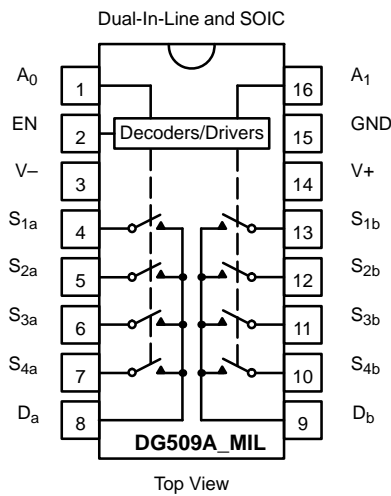 Dual-In-Line and SOIC
A0 1 16 A1
EN 2 Decoders/Drivers 15 GND
V– 3 14 V+
S1a 4 13 S1b
S2a 5 12 S2b
S3a 6 11 S3b
S4a 7 10 S4b
Da 8 9 Db
DG509A_MIL
Top View